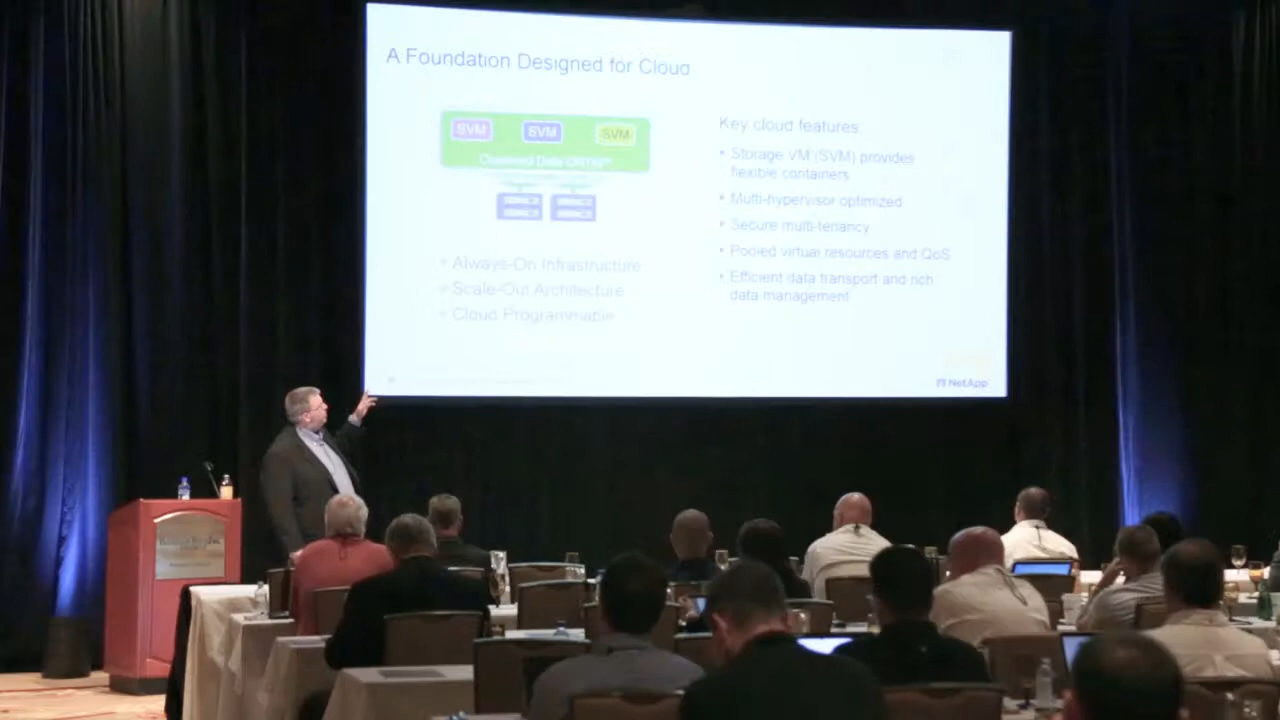 A Foundation Designed for Cloud
SVM SVM SVM
Clustered Data ONTAP
Always-On Infrastructure
Scale-Out Architecture
Cloud Programmable
Key cloud features:
• Storage VM (SVM) provides
flexible containers
• Multi-hypervisor optimized
• Secure multi-tenancy
• Pooled virtual resources and QoS
• Efficient data transport and rich
data management
NetApp